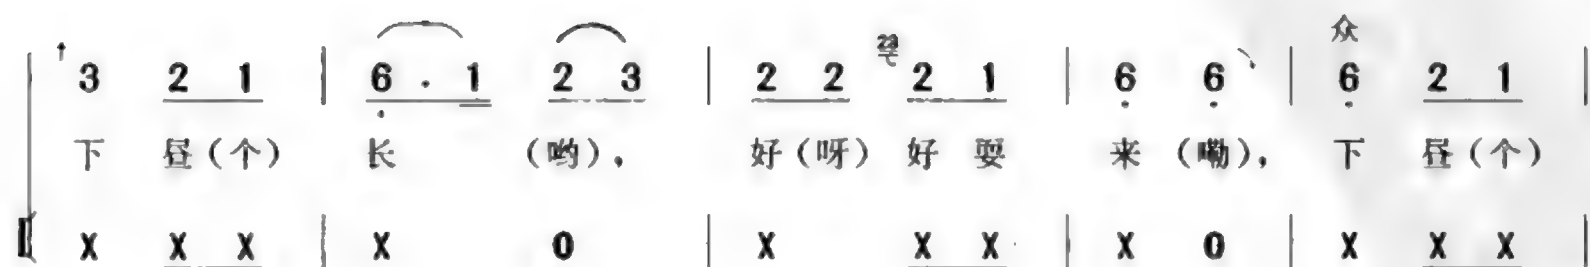 众
3 2 1 | 6 · 1 2 3 | 2 2 23 2 1 | 6 6 | 6 2 1 |
下 昼(个) 长 (哟), 好(呀) 好 耍 来 (嘞), 下 昼(个)
X X X | X 0 | X X X | X 0 | X X X |